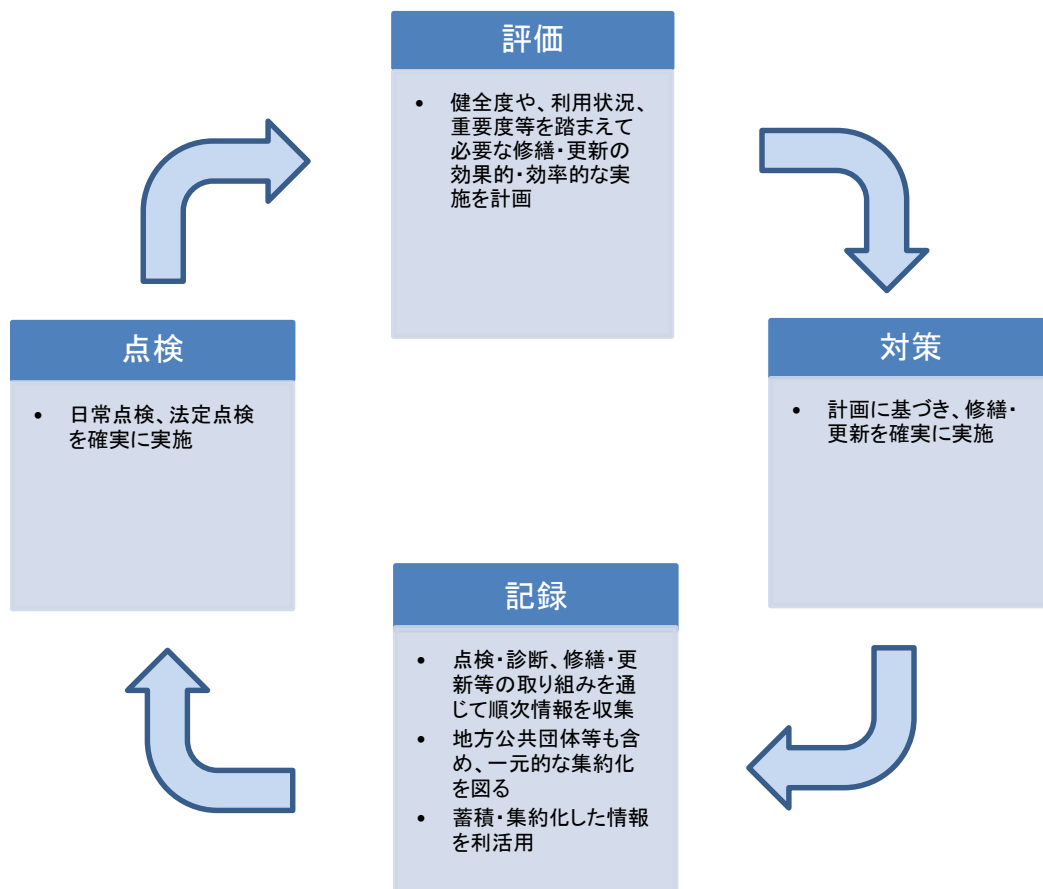 評価
• 健全度や、利用状況、
重要度等を踏まえて
必要な修繕・更新の
効果的・効率的な実
施を計画
点検
• 日常点検、法定点検
を確実に実施
対策
• 計画に基づき、修繕・
更新を確実に実施
記録
• 点検・診断、修繕・更
新等の取り組みを通
じて順次情報を収集
• 地方公共団体等も含
め、一元的な集約化
を図る
• 蓄積・集約化した情報
を利活用